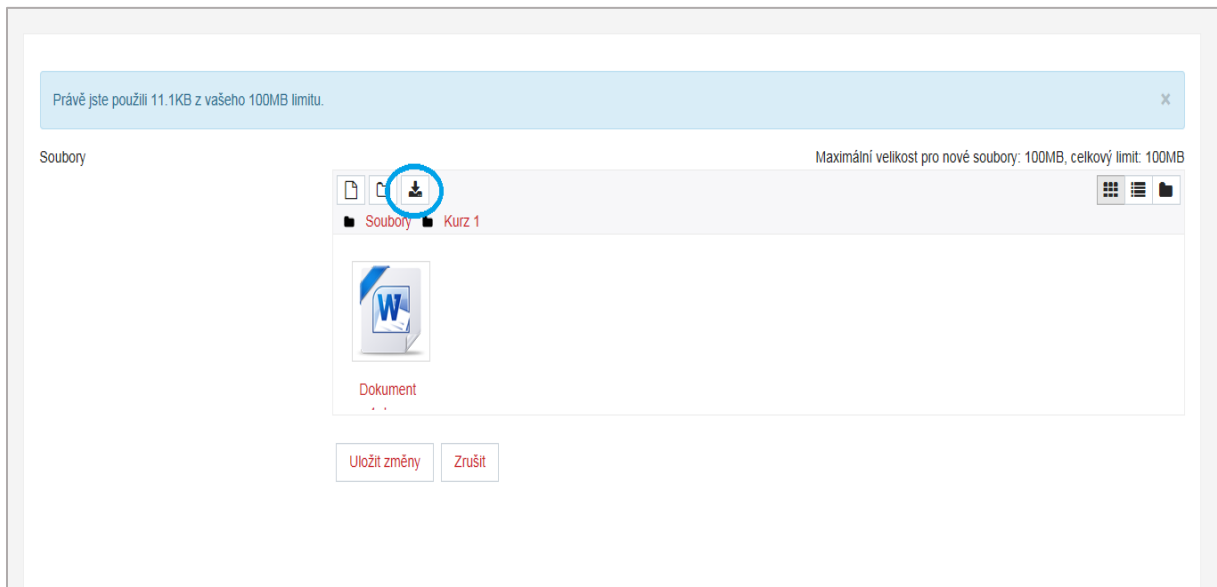 Právě jste použili 11.1KB z vašeho 100MB limitu.
×
Soubory
Maximální velikost pro nové soubory: 100MB, celkový limit: 100MB
Soubory Kurz 1
W
Dokument
Uložit změny
Zrušit